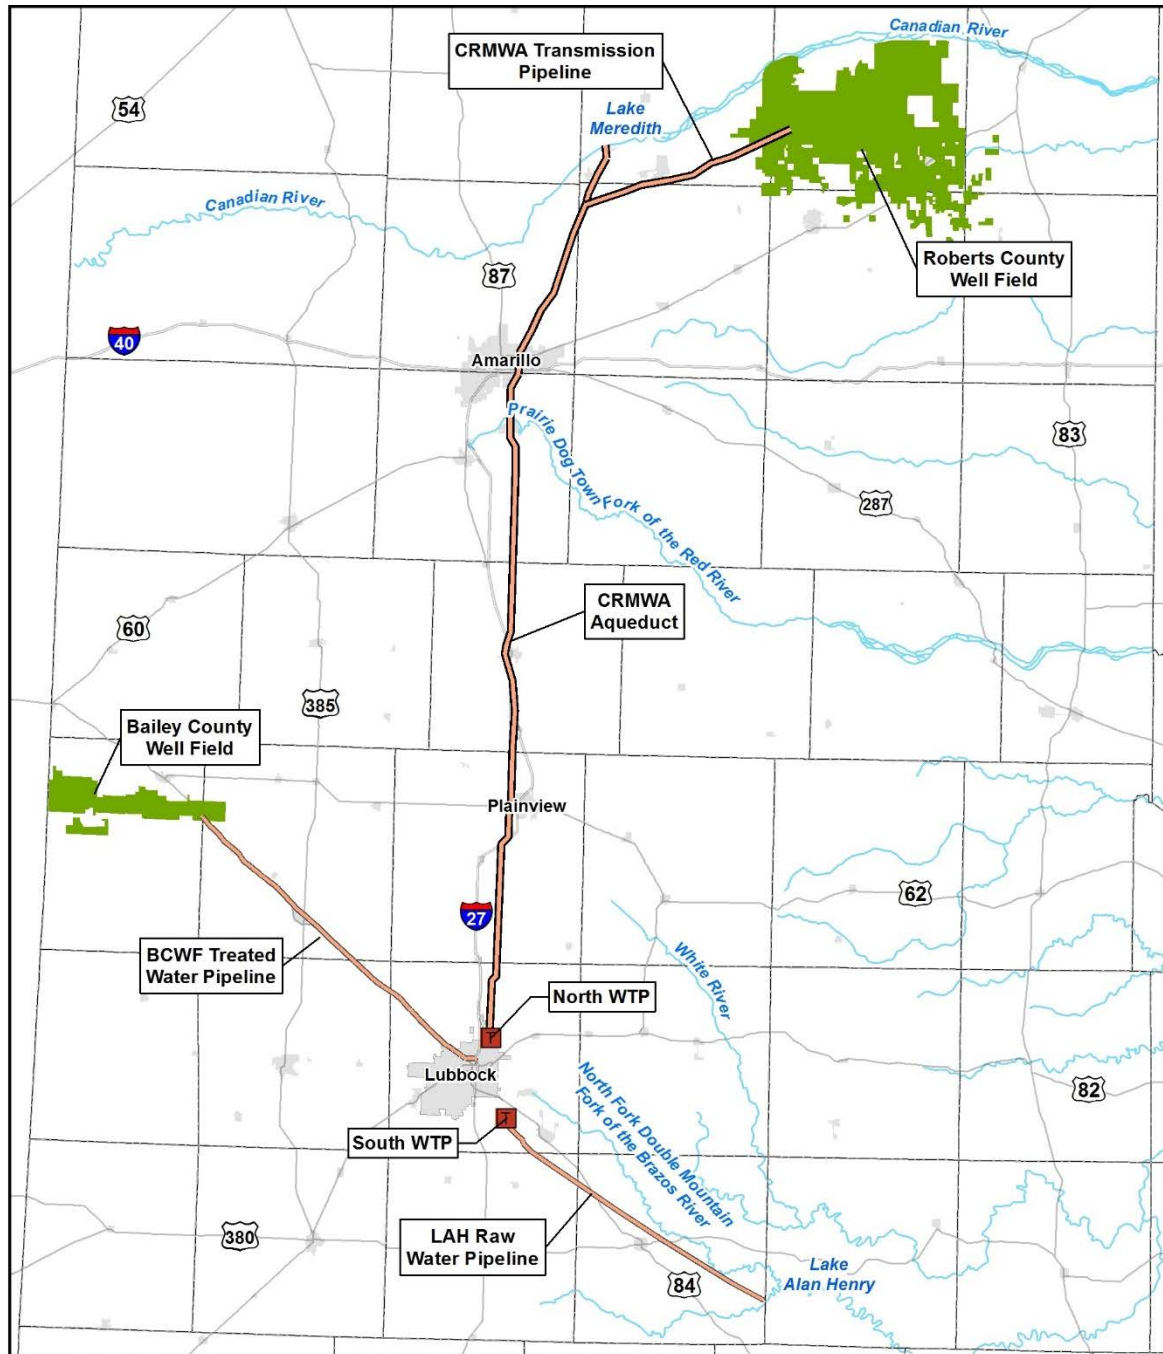 Canadian River
CRMWA Transmission
Pipeline
54
Lake
Meredith
Canadian River
Roberts County
Well Field
87
40
Amarillo
Prairie Dog Town Fork of the Red River
83
287
CRMWA
Aqueduct
60
385
Bailey County
Well Field
Plainview
62
27
BCWF Treated
Water Pipeline
White River
North WTP
T
Lubbock
North Fork Double Mountain
Fork of the Brazos River
82
T
South WTP
LAH Raw
Water Pipeline
380
Lake
Alan Henry
84